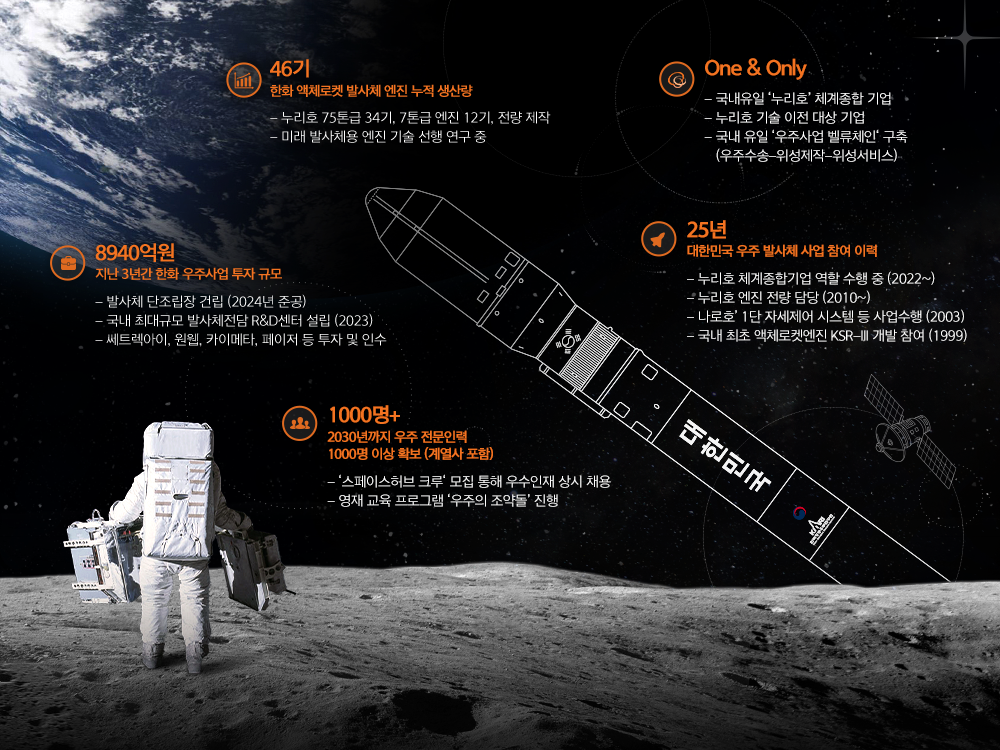 46기
한화 액체로켓 발사체 엔진 누적 생산량
– 누리호 75톤급 34기, 7톤급 엔진 12기, 전량 제작
– 미래 발사체용 엔진 기술 선행 연구 중
One & Only
– 국내유일 ‘누리호’ 체계종합 기업
– 누리호 기술 이전 대상 기업
– 국내 유일 ‘우주사업 벨류체인‘ 구축
(우주수송–위성제작–위성서비스)
8940억원
지난 3년간 한화 우주사업 투자 규모
– 발사체 단조립장 건립 (2024년 준공)
– 국내 최대규모 발사체전담 R&D센터 설립 (2023)
– 쎄트렉아이, 원웹, 카이메타, 페이저 등 투자 및 인수
25년
대한민국 우주 발사체 사업 참여 이력
– 누리호 체계종합기업 역할 수행 중 (2022~)
– 누리호 엔진 전량 담당 (2010~)
– 나로호’ 1단 자세제어 시스템 등 사업수행 (2003)
– 국내 최초 액체로켓엔진 KSR–III 개발 참여 (1999)
1000명+
2030년까지 우주 전문인력
1000명 이상 확보 (계열사 포함)
– ‘스페이스허브 크루‘ 모집 통해 우수인재 상시 채용
– 영재 교육 프로그램 ‘우주의 조약돌’ 진행
대한민국